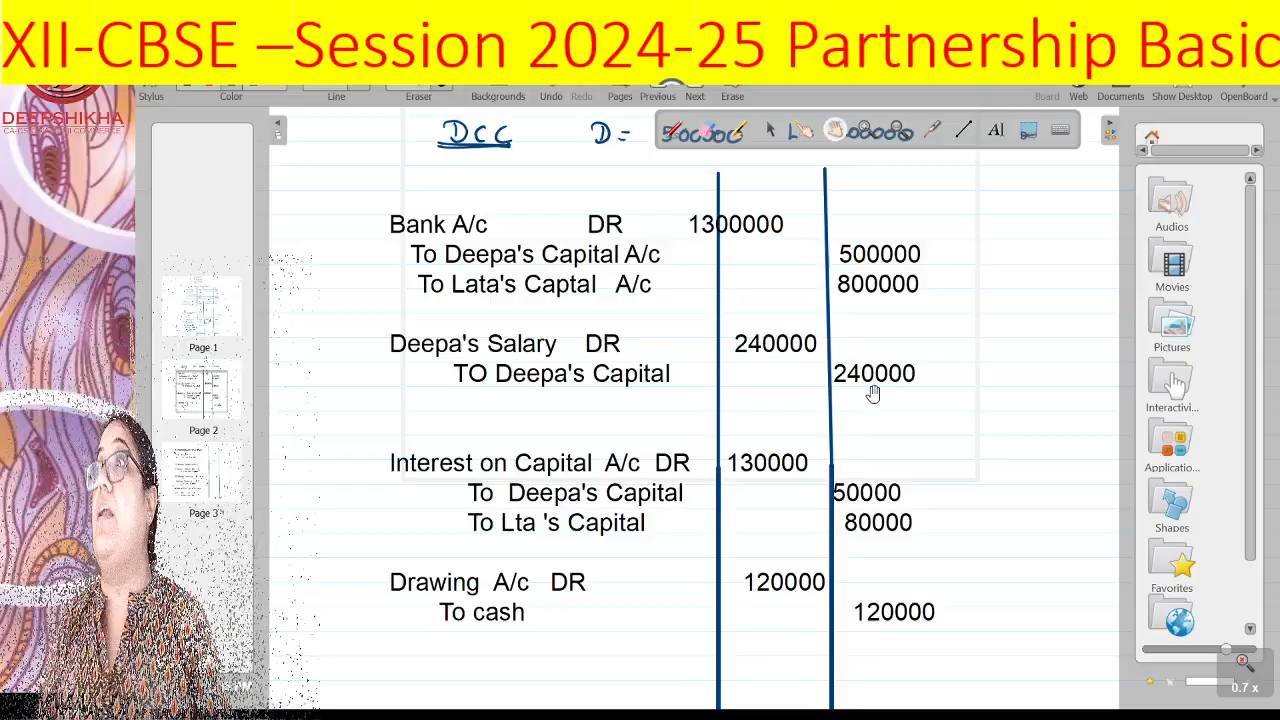 XII-CBSE –Session 2024-25 Partnership Basic
Stylus Color Line Eraser Backgrounds Undo Redo Pages Previous Next Erase Board Web Documents Show Desktop OpenBoard
DEEPSHIKHA
DCC D=
Bank A/c DR 1300000
To Deepa's Capital A/c 500000
To Lata's Captal A/c 800000
Deepa's Salary DR 240000
TO Deepa's Capital 240000
Interest on Capital A/c DR 130000
To Deepa's Capital 50000
To Lta 's Capital 80000
Drawing A/c DR 120000
To cash 120000
Page 1
Page 2
Page 3
Audios
Movies
Pictures
Interactivi...
Applicatio...
Shapes
Favorites
0.7 x